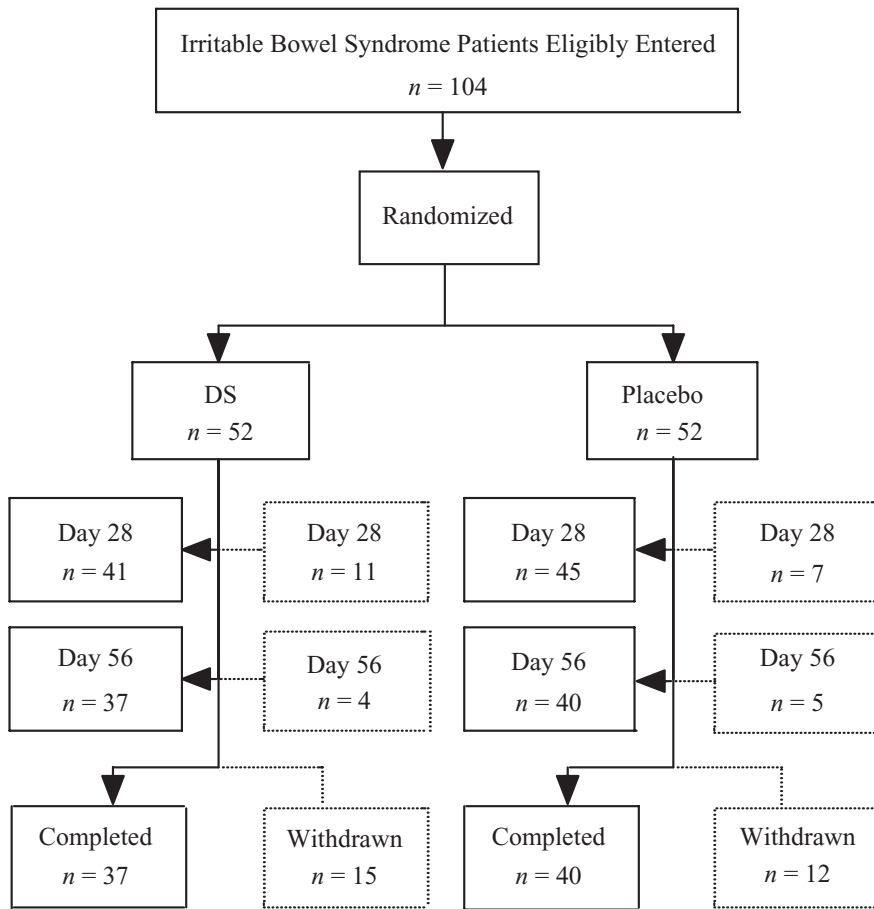 Irritable Bowel Syndrome Patients Eligibly Entered
n = 104
Randomized
DS
n = 52
Placebo
n = 52
Day 28
n = 41
Day 28
n = 11
Day 28
n = 45
Day 28
n = 7
Day 56
n = 37
Day 56
n = 4
Day 56
n = 40
Day 56
n = 5
Completed
n = 37
Withdrawn
n = 15
Completed
n = 40
Withdrawn
n = 12